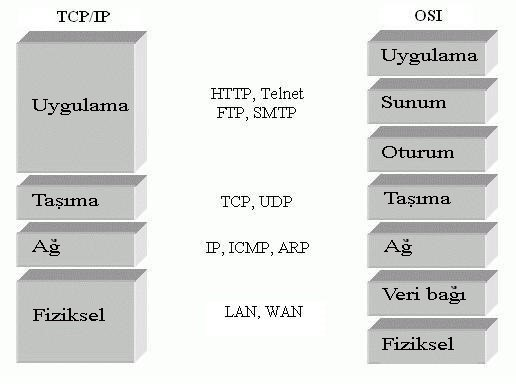 TCP/IP
OSI
Uygulama
Uygulama
HTTP, Telnet
FTP, SMTP
Sunum
Oturum
Taşıma
TCP, UDP
Taşıma
Ağ
IP, ICMP, ARP
Ağ
Fiziksel
LAN, WAN
Veri bağı
Fiziksel